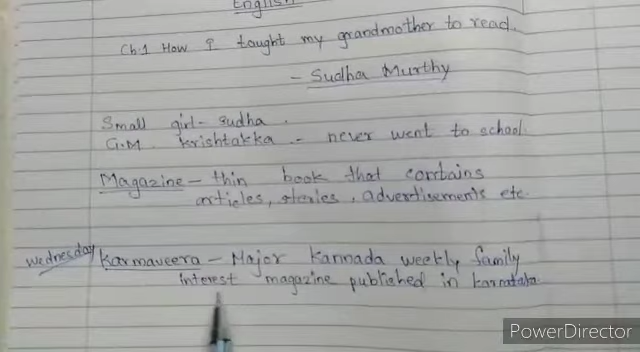 English
Ch.1 How I taught my grandmother to read.
- Sudha Murthy
Small girl - sudha.
G.M. Krishtakka - never went to school.
Magazine - thin book that contains
articles, stories, advertisements etc.
Wednesday Karmaveera - Major Kannada weekly family
interest magazine published in Karnataka
PowerDirector